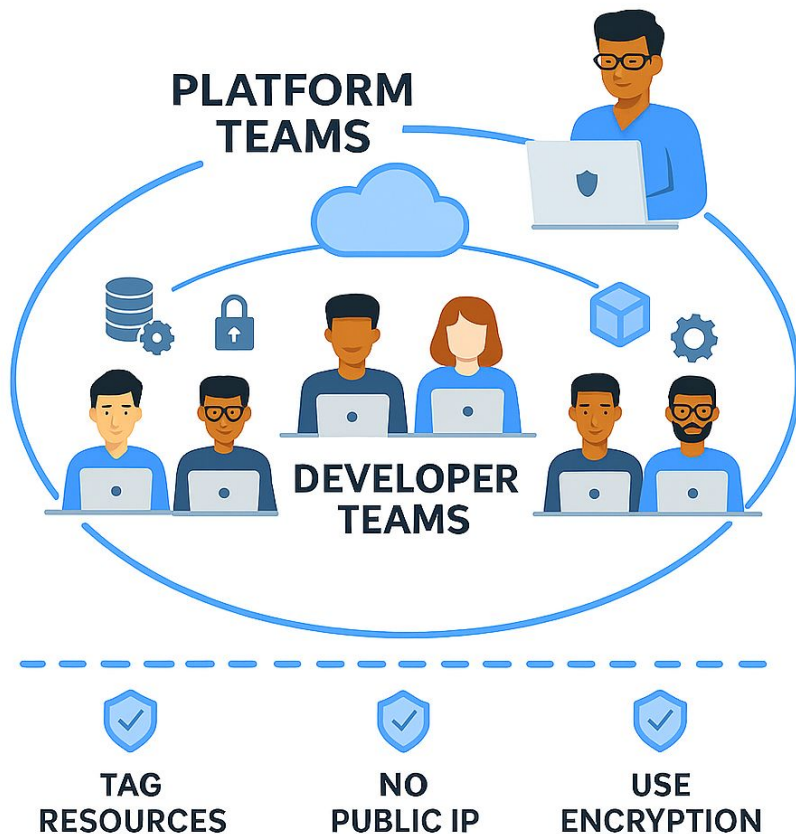 PLATFORM
TEAMS
DEVELOPER
TEAMS
TAG
RESOURCES
NO
PUBLIC IP
USE
ENCRYPTION